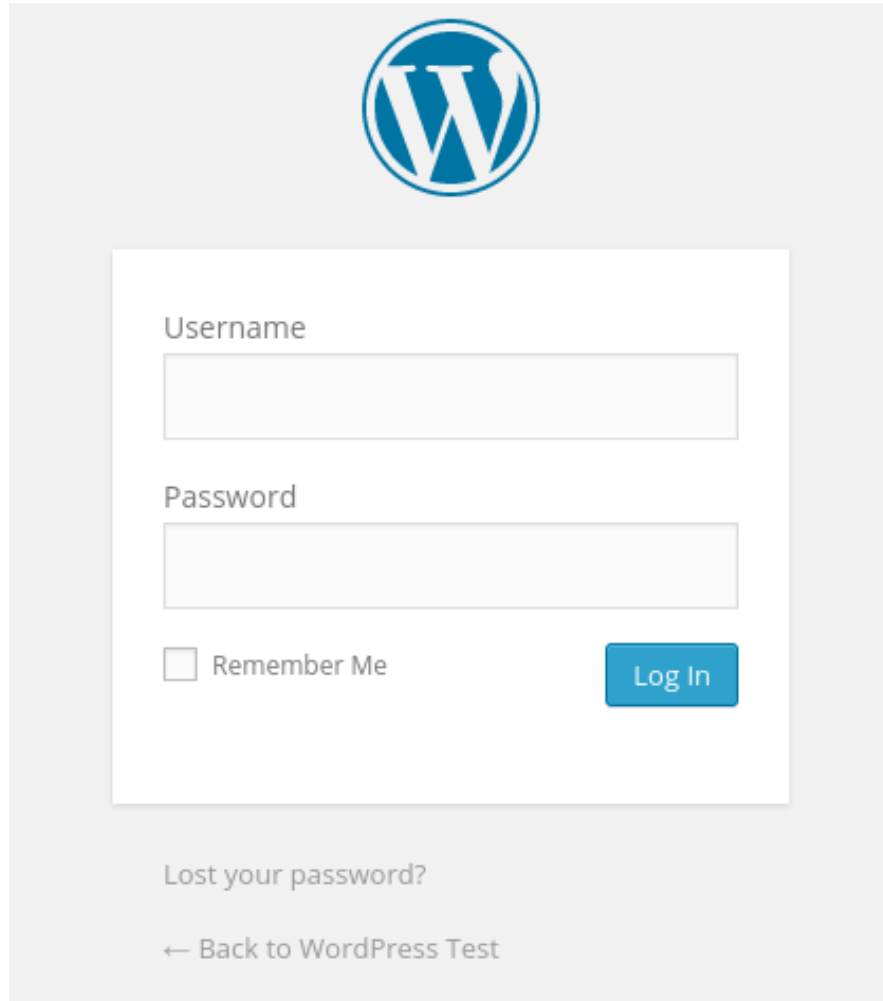 Username
Password
Remember Me
Log In
Lost your password?
← Back to WordPress Test